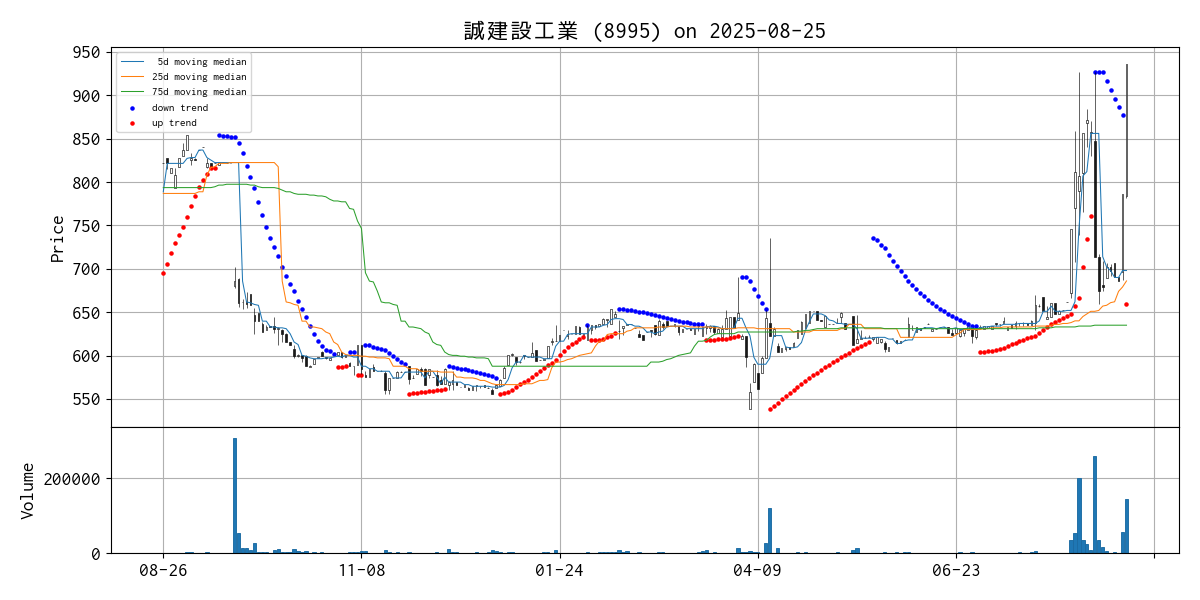 誠建設工業 (8995) on 2025-08-25
5d moving median
25d moving median
75d moving median
down trend
up trend
Price
950
900
850
800
750
700
650
600
550
Volume
200000
0
08-26
11-08
01-24
04-09
06-23